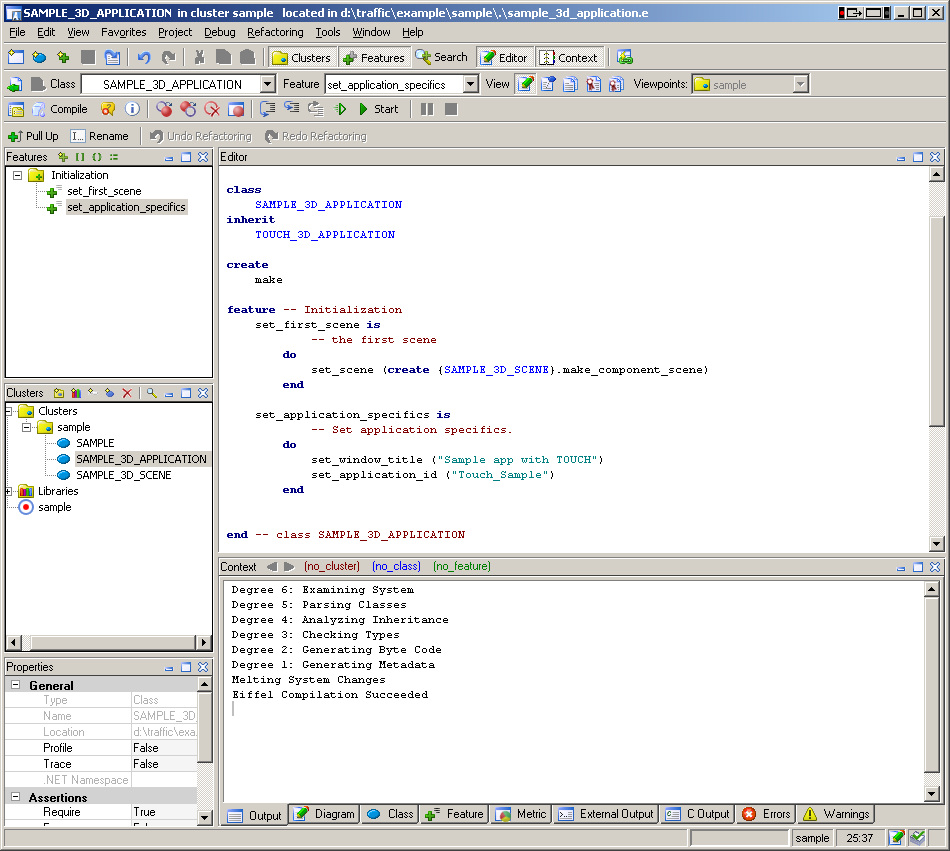 SAMPLE_3D_APPLICATION in cluster sample located in d:\traffic\example\sample\.\sample_3d_application.e
File Edit View Favorites Project Debug Refactoring Tools Window Help
Clusters Features Search Editor Context
Class SAMPLE_3D_APPLICATION Feature set_application_specifics View Viewpoints: sample
Compile Start
Pull Up Rename Undo Refactoring Redo Refactoring
Features
Initialization
set_first_scene
set_application_specifics
Clusters
Clusters
sample
SAMPLE
SAMPLE_3D_APPLICATION
SAMPLE_3D_SCENE
Libraries
sample
Properties
General
Type Class
Name SAMPLE_3D
Location d:\traffic\exa
Profile False
Trace False
.NET Namespace
Assertions
Require True
Editor
class
SAMPLE_3D_APPLICATION
inherit
TOUCH_3D_APPLICATION
create
make
feature -- Initialization
set_first_scene is
-- the first scene
do
set_scene (create {SAMPLE_3D_SCENE}.make_component_scene)
end
set_application_specifics is
-- Set application specifics.
do
set_window_title ("Sample app with TOUCH")
set_application_id ("Touch_Sample")
end
end -- class SAMPLE_3D_APPLICATION
Context (no_cluster) (no_class) (no_feature)
Degree 6: Examining System
Degree 5: Parsing Classes
Degree 4: Analyzing Inheritance
Degree 3: Checking Types
Degree 2: Generating Byte Code
Degree 1: Generating Metadata
Melting System Changes
Eiffel Compilation Succeeded
Output Diagram Class Feature Metric External Output C Output Errors Warnings
sample 25:37